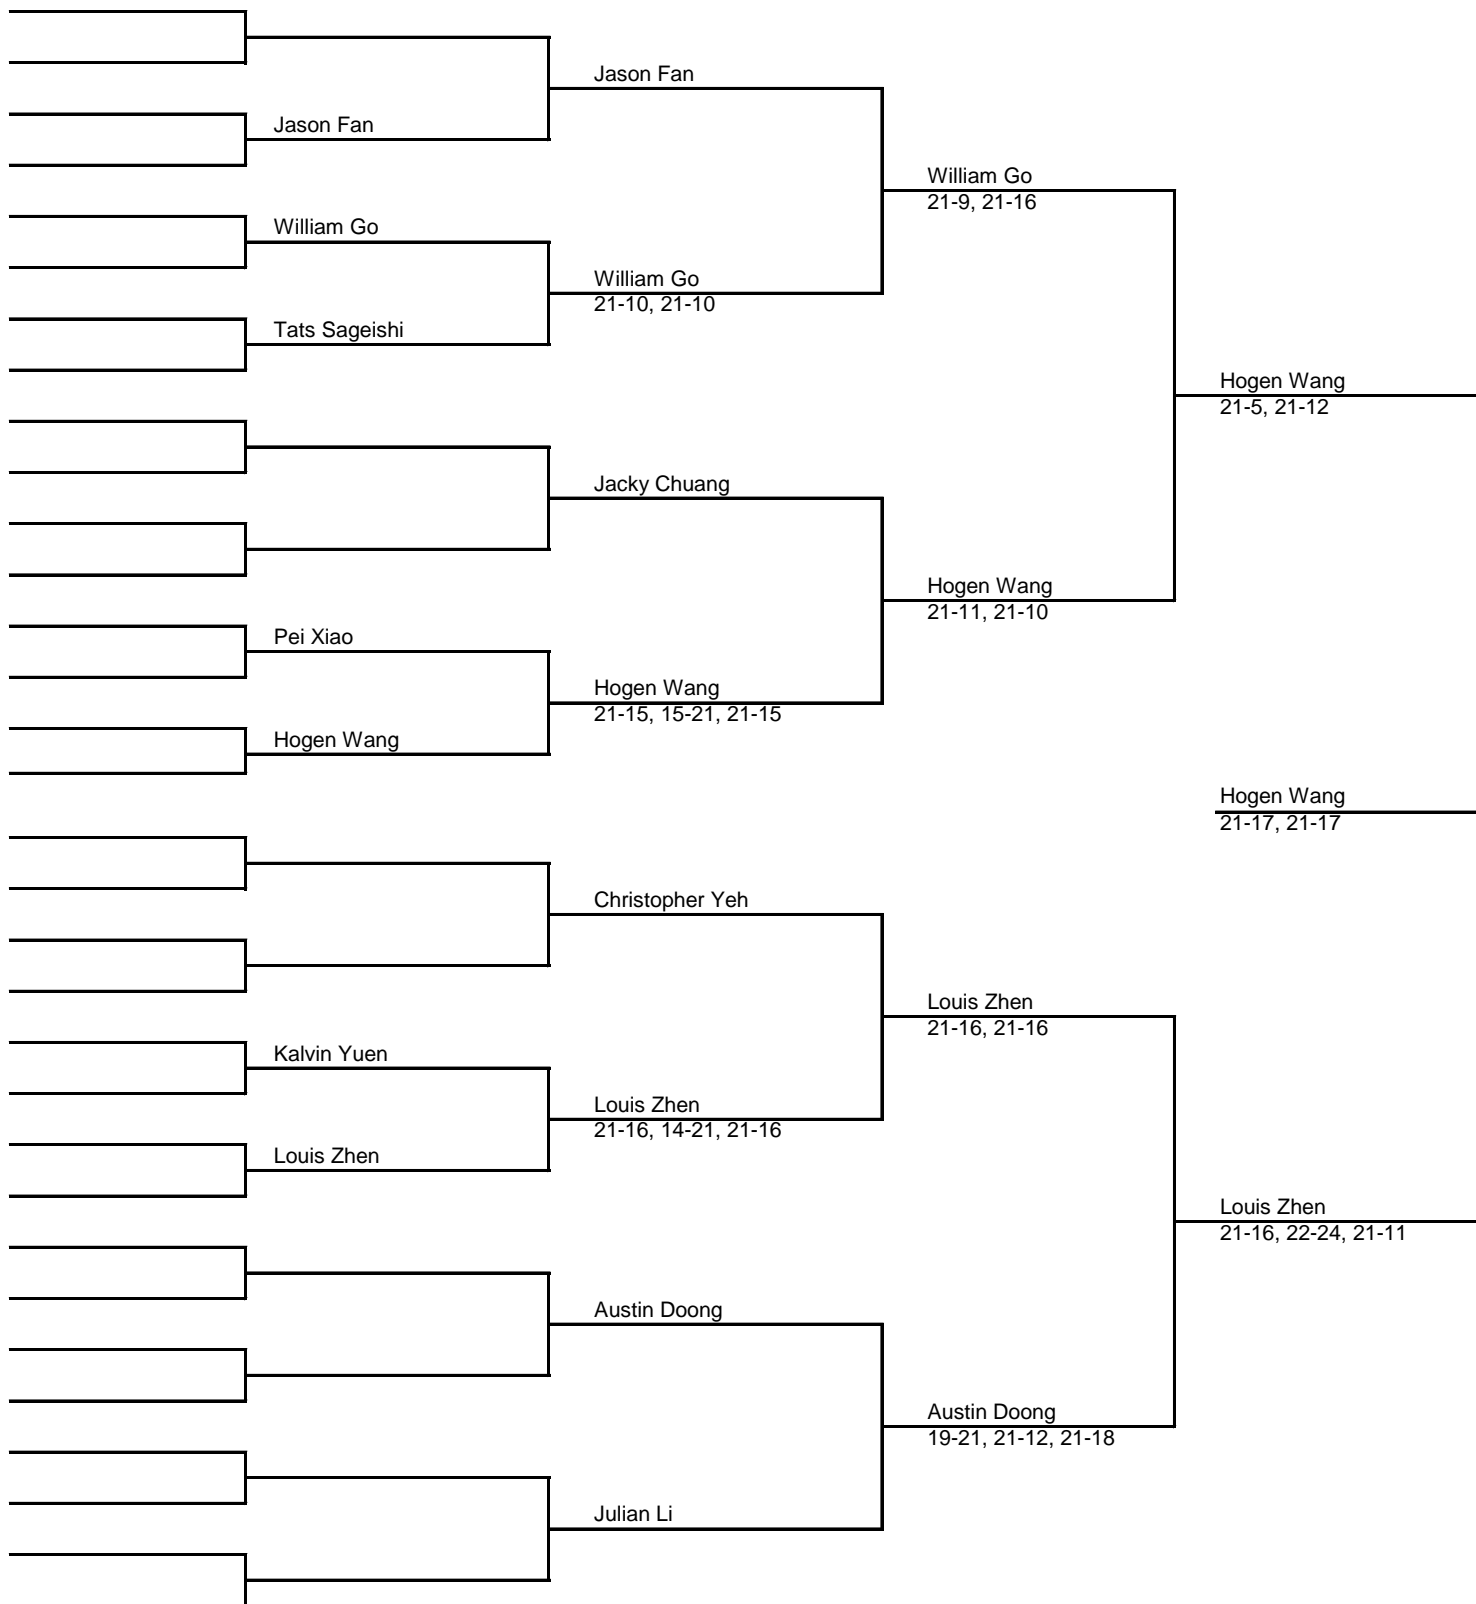 Jason Fan
Jason Fan
William Go
21-9, 21-16
William Go
William Go
21-10, 21-10
Tats Sageishi
Hogen Wang
21-5, 21-12
Jacky Chuang
Hogen Wang
21-11, 21-10
Pei Xiao
Hogen Wang
21-15, 15-21, 21-15
Hogen Wang
Hogen Wang
21-17, 21-17
Christopher Yeh
Louis Zhen
21-16, 21-16
Kalvin Yuen
Louis Zhen
21-16, 14-21, 21-16
Louis Zhen
Louis Zhen
21-16, 22-24, 21-11
Austin Doong
Austin Doong
19-21, 21-12, 21-18
Julian Li